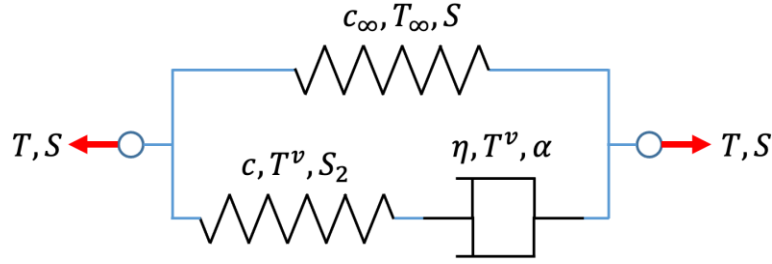 c∞, T∞, S
T, S
c, Tᵛ, S₂
η, Tᵛ, α
T, S